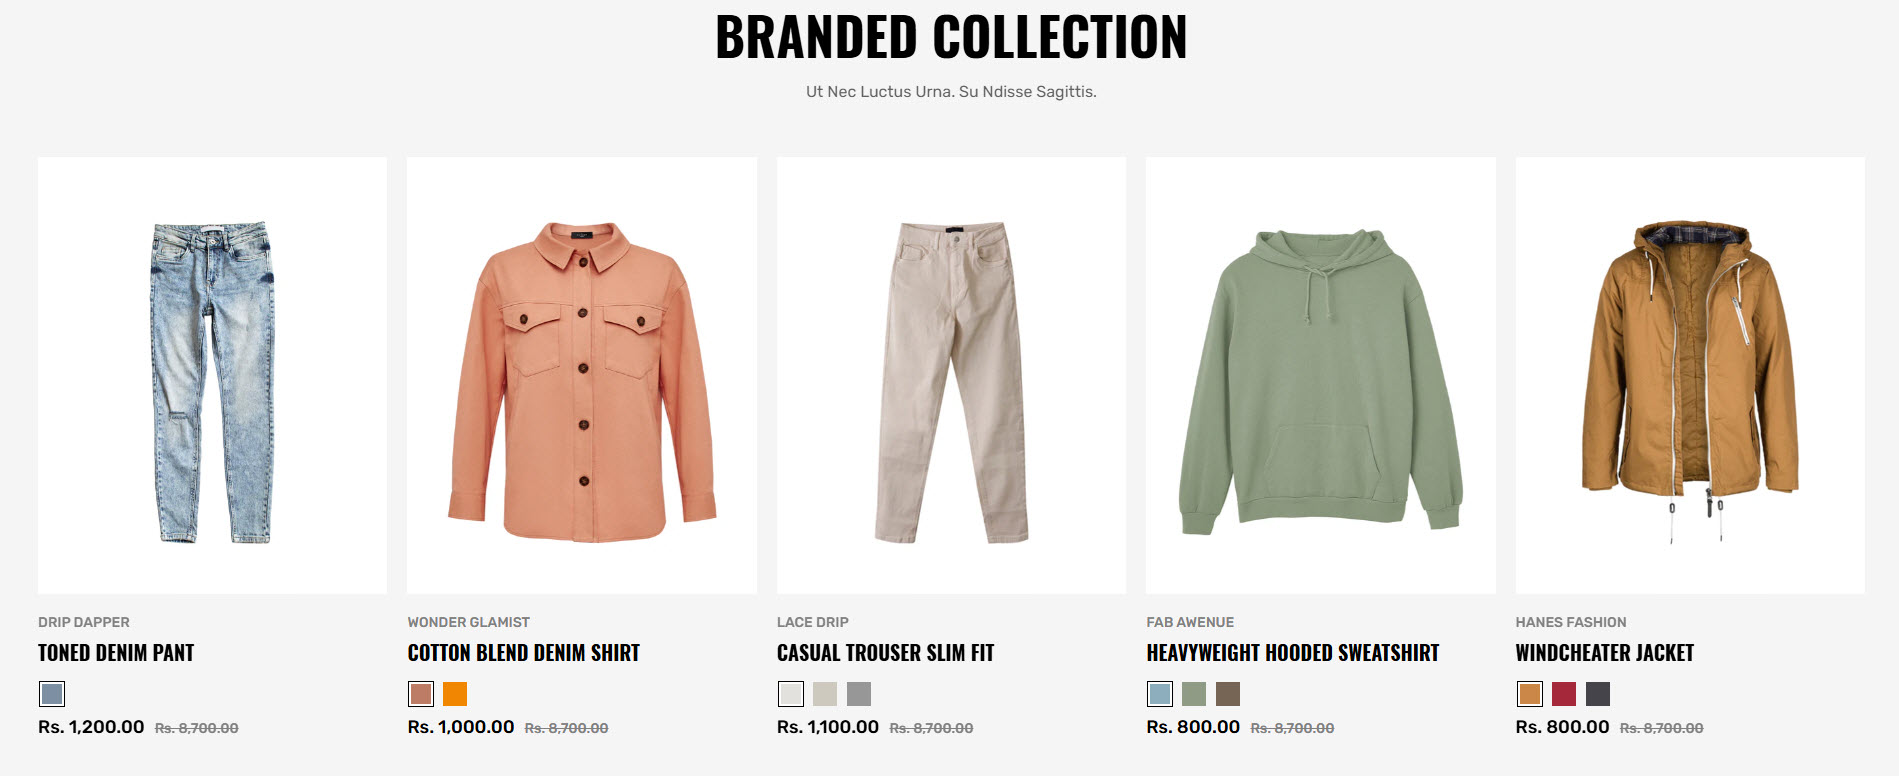 BRANDED COLLECTION
Ut Nec Luctus Urna. Su Ndisse Sagittis.
DRIP DAPPER
TONED DENIM PANT
Rs. 1,200.00 Rs. 8,700.00
WONDER GLAMIST
COTTON BLEND DENIM SHIRT
Rs. 1,000.00 Rs. 8,700.00
LACE DRIP
CASUAL TROUSER SLIM FIT
Rs. 1,100.00 Rs. 8,700.00
FAB AWENUE
HEAVYWEIGHT HOODED SWEATSHIRT
Rs. 800.00 Rs. 8,700.00
HANES FASHION
WINDCHEATER JACKET
Rs. 800.00 Rs. 8,700.00